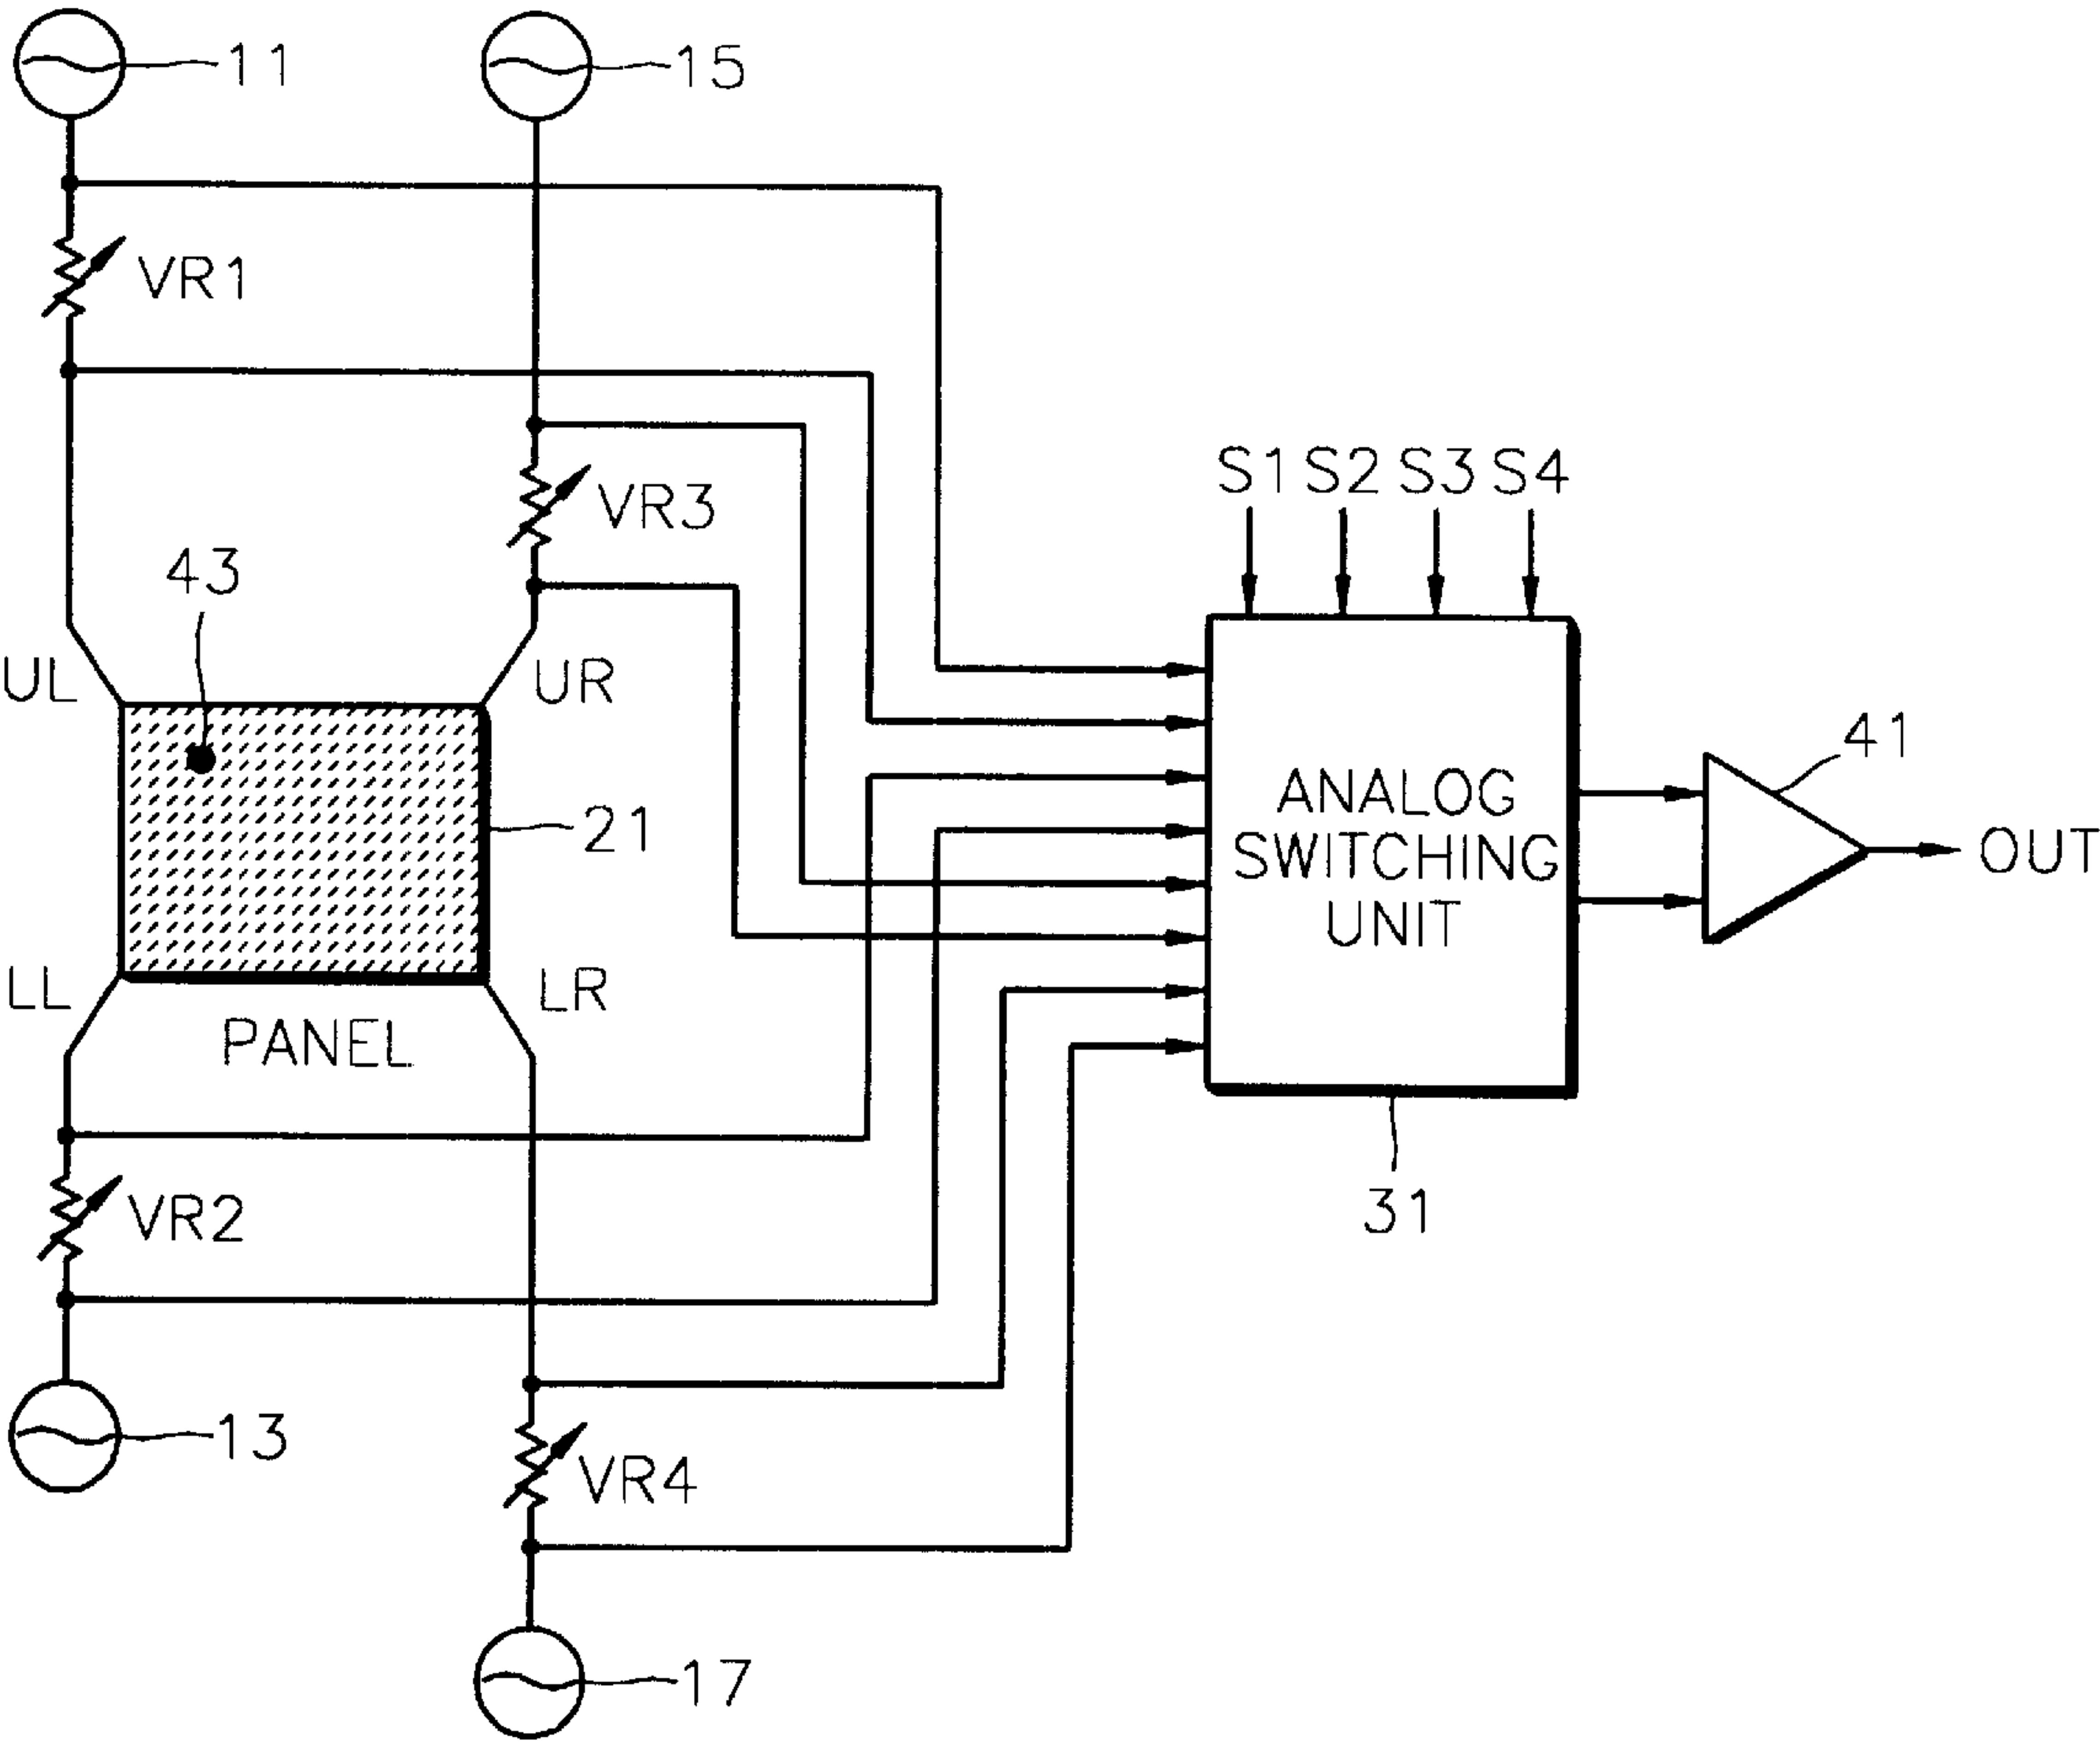 11
15
VR1
VR3
43
S1 S2 S3 S4
UL
UR
41
ANALOG
SWITCHING
UNIT
21
OUT
LL
LR
PANEL
31
VR2
13
VR4
17